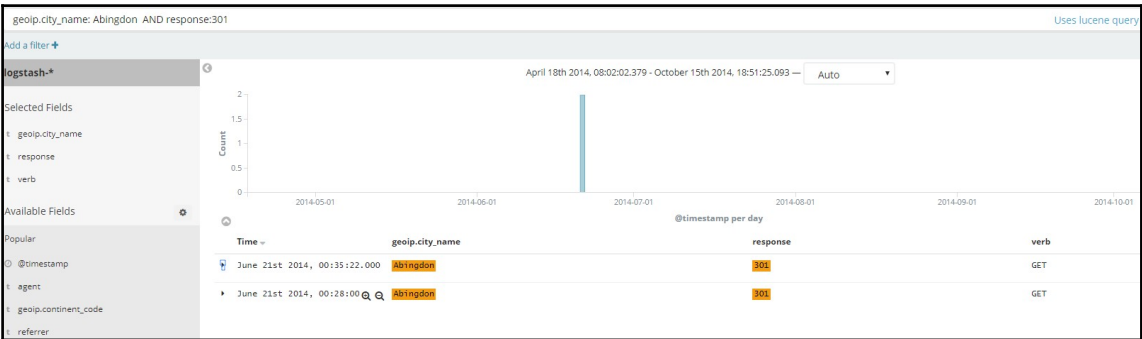 geoip.city_name: Abingdon AND response:301
Uses lucene query
Add a filter +
logstash-*
April 18th 2014, 08:02:02.379 - October 15th 2014, 18:51:25.093 — Auto
Selected Fields
t geoip.city_name
t response
t verb
Available Fields
Popular
@timestamp
t agent
t geoip.continent_code
t referrer
Count
2
1.5
1
0.5
0
2014-05-01 2014-06-01 2014-07-01 2014-08-01 2014-09-01 2014-10-01
@timestamp per day
Time geoip.city_name response verb
June 21st 2014, 00:35:22.000 Abingdon 301 GET
June 21st 2014, 00:28:00 Abingdon 301 GET